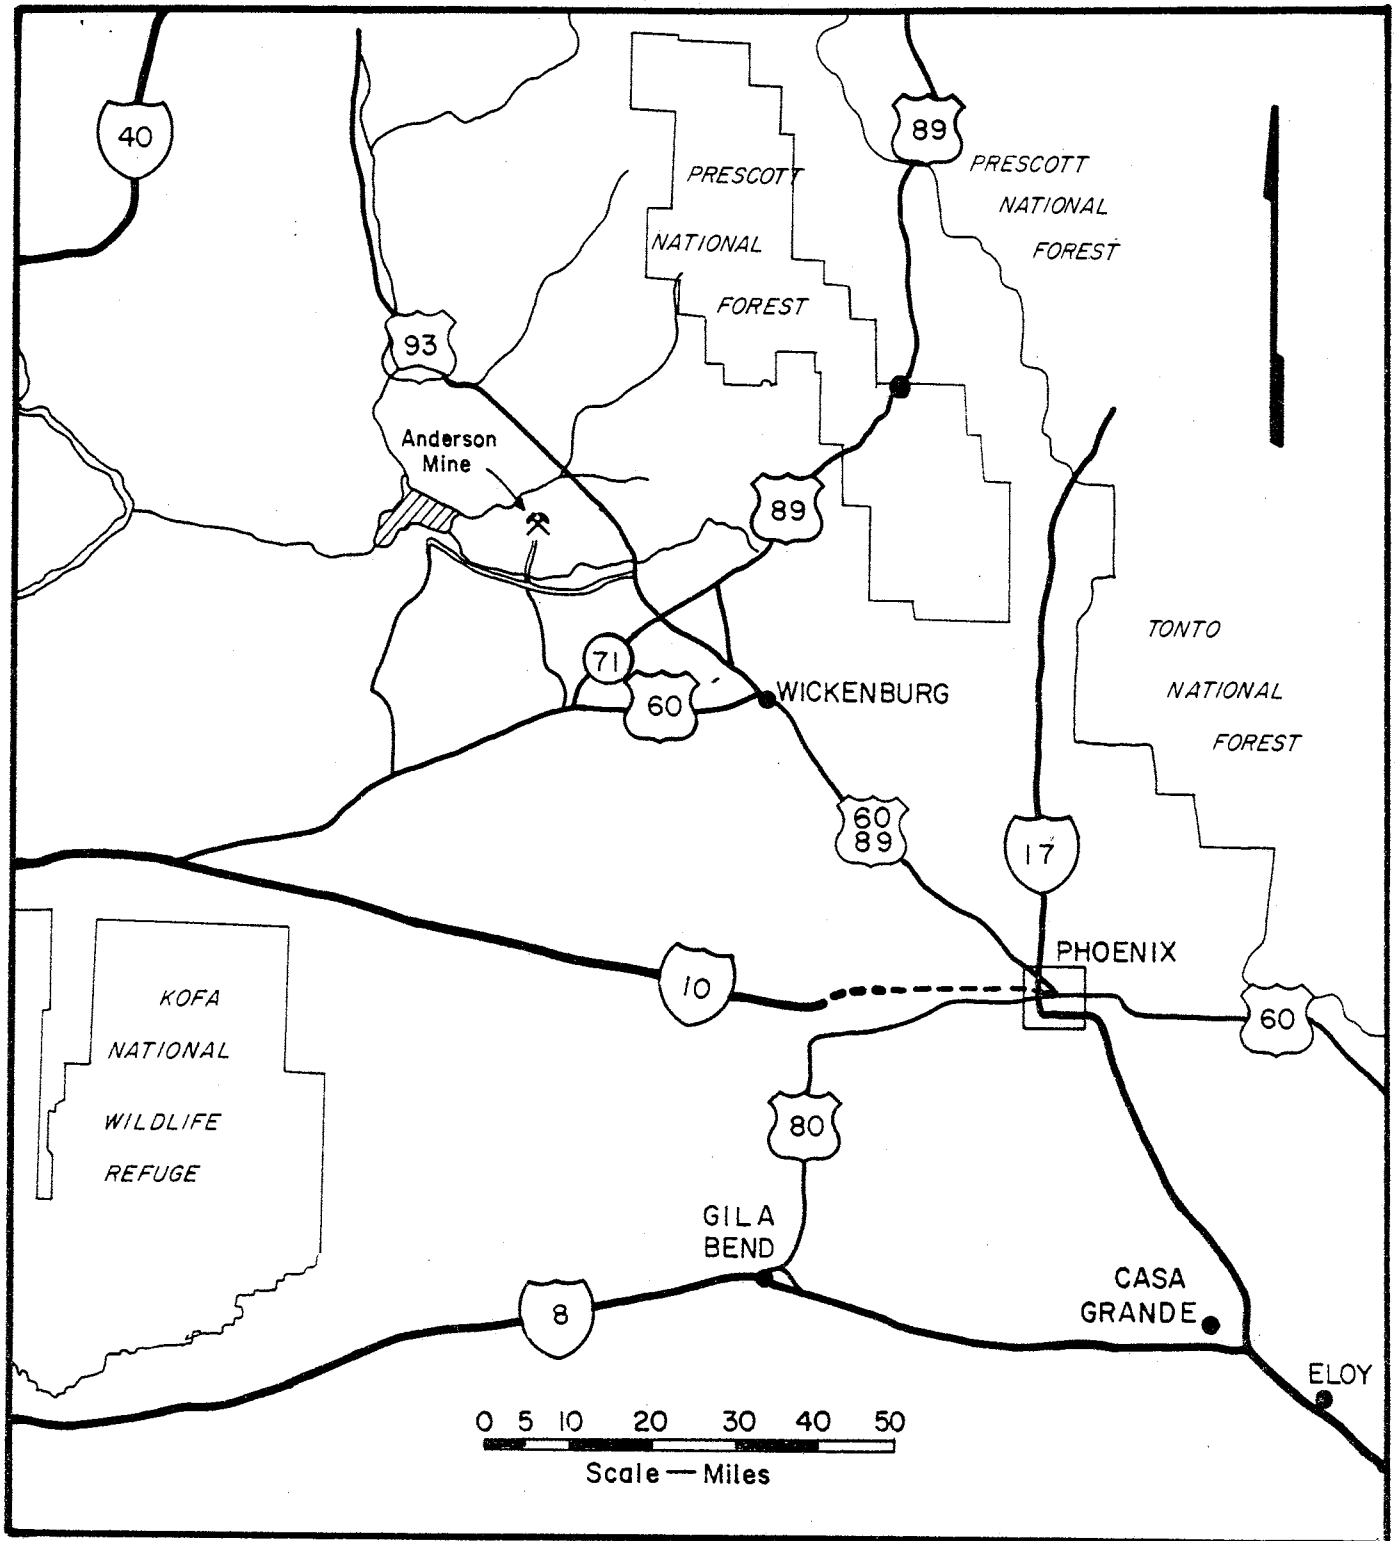 40
89
PRESCOTT
NATIONAL
FOREST
PRESCOTT
NATIONAL
FOREST
93
Anderson
Mine
89
TONTO
NATIONAL
FOREST
71
60
WICKENBURG
60
89
17
PHOENIX
10
60
KOFA
NATIONAL
WILDLIFE
REFUGE
80
GILA
BEND
8
CASA
GRANDE
ELOY
0 5 10 20 30 40 50
Scale — Miles